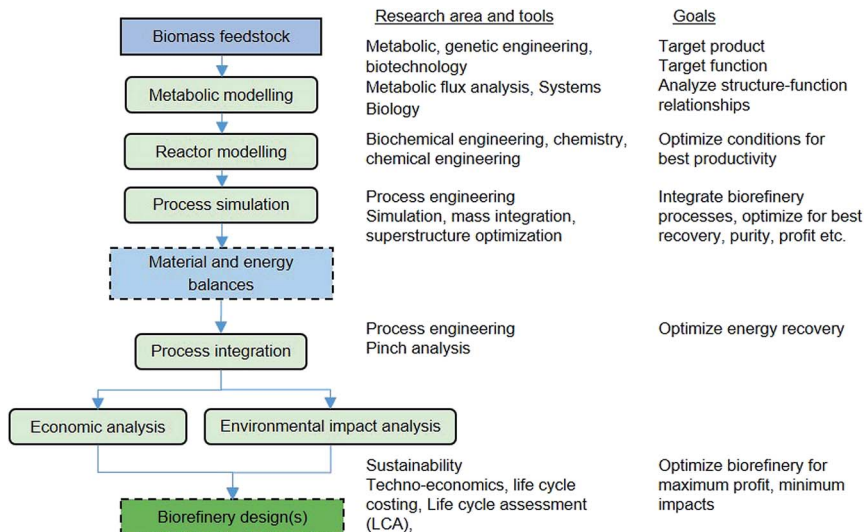 Research area and tools
Goals
Biomass feedstock
Metabolic, genetic engineering,
biotechnology
Metabolic flux analysis, Systems
Biology
Target product
Target function
Analyze structure-function
relationships
Metabolic modelling
Reactor modelling
Biochemical engineering, chemistry,
chemical engineering
Optimize conditions for
best productivity
Process simulation
Process engineering
Simulation, mass integration,
superstructure optimization
Integrate biorefinery
processes, optimize for best
recovery, purity, profit etc.
Material and energy
balances
Process integration
Process engineering
Pinch analysis
Optimize energy recovery
Economic analysis
Environmental impact analysis
Sustainability
Techno-economics, life cycle
costing, Life cycle assessment
(LCA),
Optimize biorefinery for
maximum profit, minimum
impacts
Biorefinery design(s)